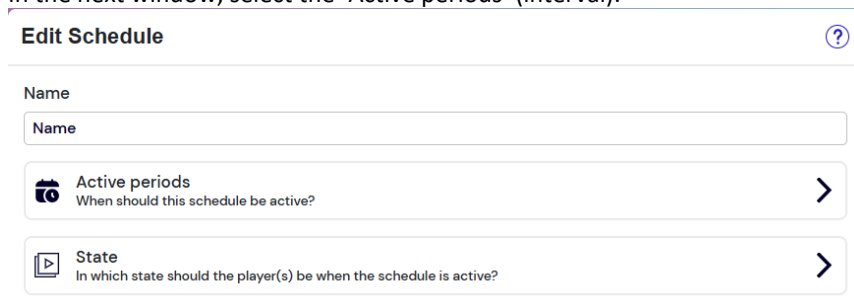 In the next window, select the "Active periods" (interval).
Edit Schedule
?
Name
Name
Active periods
When should this schedule be active?
State
In which state should the player(s) be when the schedule is active?